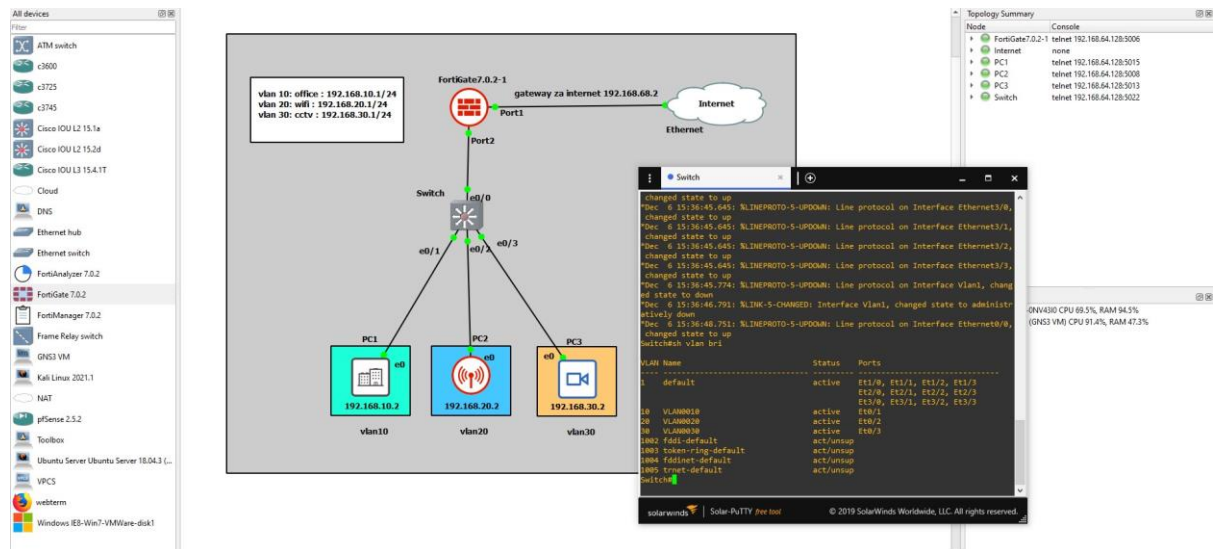 All devices
Filter
ATM switch
c3600
c3725
c3745
Cisco IOU L2 15.1a
Cisco IOU L2 15.2d
Cisco IOU L3 15.4.1T
Cloud
DNS
Ethernet hub
Ethernet switch
FortiAnalyzer 7.0.2
FortiGate 7.0.2
FortiManager 7.0.2
Frame Relay switch
GNS3 VM
Kali Linux 2021.1
NAT
pfSense 2.5.2
Toolbox
Ubuntu Server Ubuntu Server 18.04.3 (...
VPCS
webterm
Windows IE8-Win7-VMWare-disk1
vlan 10: office : 192.168.10.1/24
vlan 20: wifi : 192.168.20.1/24
vlan 30: cctv : 192.168.30.1/24
FortiGate7.0.2-1
gateway za internet 192.168.68.2
Internet
Port1
Ethernet
Port2
Switch
e0/0
e0/1
e0/2
e0/3
PC1
e0
192.168.10.2
vlan10
PC2
e0
192.168.20.2
vlan20
PC3
e0
192.168.30.2
vlan30
Topology Summary
Node Console
FortiGate7.0.2-1 telnet 192.168.64.128:5006
Internet none
PC1 telnet 192.168.64.128:5015
PC2 telnet 192.168.64.128:5008
PC3 telnet 192.168.64.128:5013
Switch telnet 192.168.64.128:5022
-0NV43I0 CPU 69.5%, RAM 94.5%
(GNS3 VM) CPU 91.4%, RAM 47.3%
Switch
changed state to up
*Dec 6 15:36:45.645: %LINEPROTO-5-UPDOWN: Line protocol on Interface Ethernet3/0,
changed state to up
*Dec 6 15:36:45.645: %LINEPROTO-5-UPDOWN: Line protocol on Interface Ethernet3/1,
changed state to up
*Dec 6 15:36:45.645: %LINEPROTO-5-UPDOWN: Line protocol on Interface Ethernet3/2,
changed state to up
*Dec 6 15:36:45.645: %LINEPROTO-5-UPDOWN: Line protocol on Interface Ethernet3/3,
changed state to up
*Dec 6 15:36:45.774: %LINEPROTO-5-UPDOWN: Line protocol on Interface Vlan1, chang
ed state to down
*Dec 6 15:36:46.791: %LINK-5-CHANGED: Interface Vlan1, changed state to administr
atively down
*Dec 6 15:36:48.751: %LINEPROTO-5-UPDOWN: Line protocol on Interface Ethernet0/0,
changed state to up
Switch#sh vlan bri
VLAN Name Status Ports
1 default active Et1/0, Et1/1, Et1/2, Et1/3
Et2/0, Et2/1, Et2/2, Et2/3
Et3/0, Et3/1, Et3/2, Et3/3
10 VLAN0010 active Et0/1
20 VLAN0020 active Et0/2
30 VLAN0030 active Et0/3
1002 fddi-default act/unsup
1003 token-ring-default act/unsup
1004 fddinet-default act/unsup
1005 trnet-default act/unsup
Switch#
solarwinds Solar-PuTTY free tool © 2019 SolarWinds Worldwide, LLC. All rights reserved.